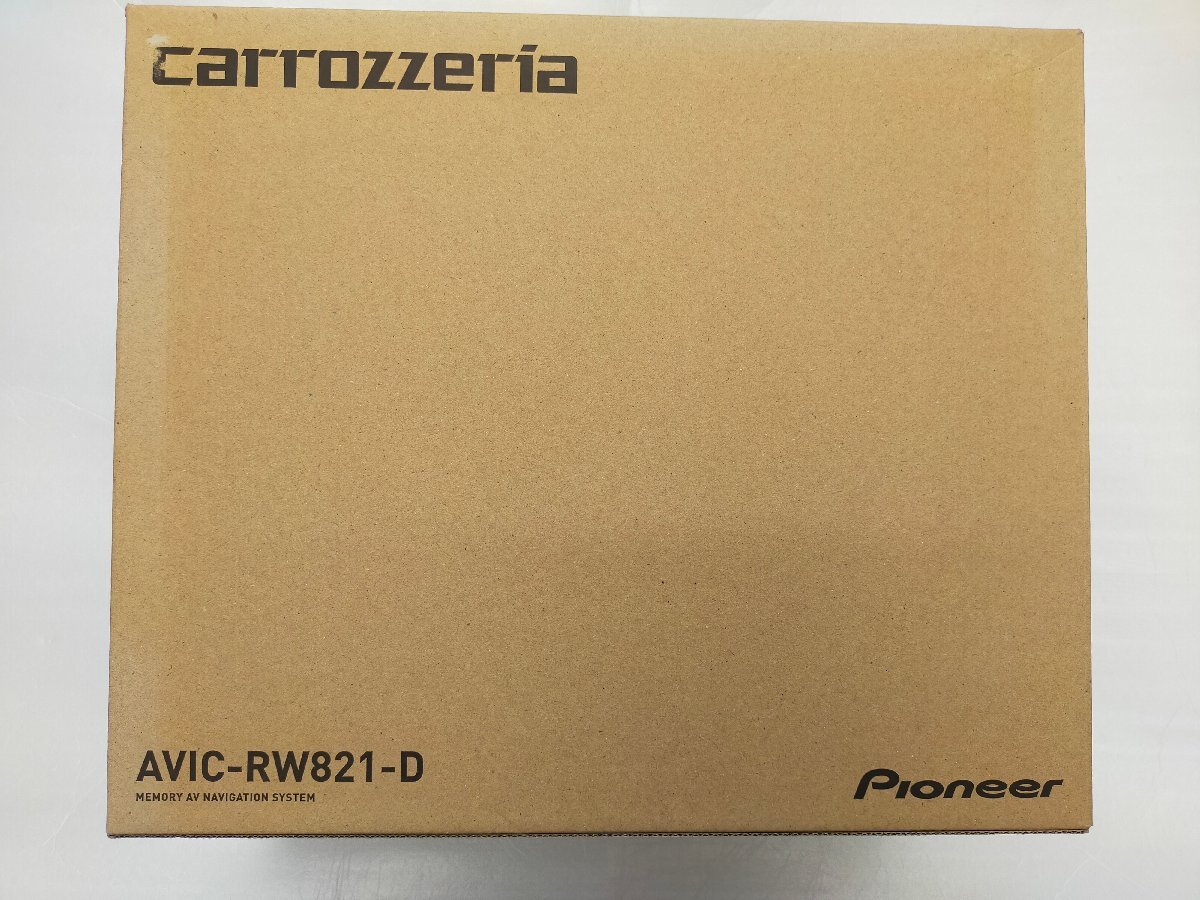 carrozzeria
AVIC-RW821-D
MEMORY AV NAVIGATION SYSTEM
Pioneer